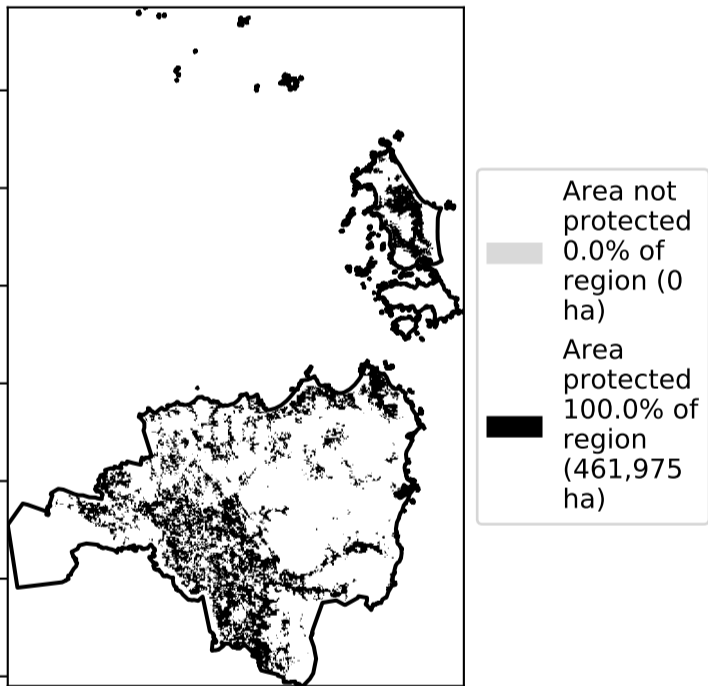 Area not
protected
0.0% of
region (0
ha)
Area
protected
100.0% of
region
(461,975
ha)